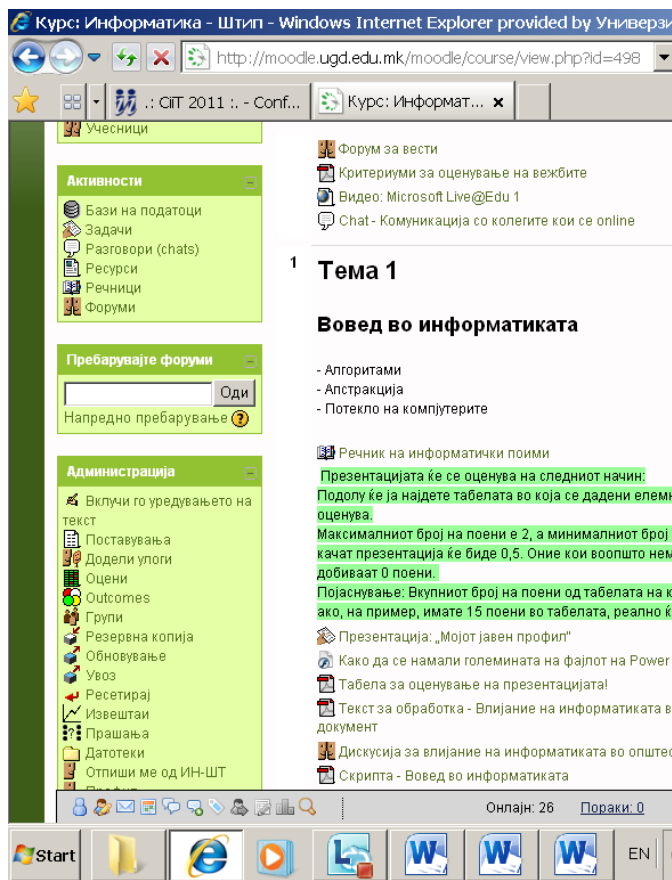 Курс: Информатика - Штип - Windows Internet Explorer provided by Универзи
http://moodle.ugd.edu.mk/moodle/course/view.php?id=498
.: CiiT 2011 :. - Conf...
Курс: Информат...
Учесници
Активности
Бази на податоци
Задачи
Разговори (chats)
Ресурси
Речници
Форуми
Пребарувајте форуми
Оди
Напредно пребарување
Администрација
Вклучи го уредувањето на
текст
Поставувања
Додели улоги
Оцени
Outcomes
Групи
Резервна копија
Обновување
Увоз
Ресетирај
Извештаи
Прашања
Датотеки
Отпиши ме од ИН-ШТ
Форум за вести
Критериуми за оценување на вежбите
Видео: Microsoft Live@Edu 1
Chat - Комуникација со колегите кои се online
1
Тема 1
Вовед во информатиката
- Алгоритами
- Апстракција
- Потекло на компјутерите
Речник на информатички поими
Презентацијата ќе се оценува на следниот начин:
Подолу ќе ја најдете табелата во која се дадени елемн
оценува.
Максималниот број на поени е 2, а минималниот број
качат презентација ќе биде 0,5. Оние кои воопшто нем
добиваат 0 поени.
Појаснување: Вкупниот број на поени од табелата на к
ако, на пример, имате 15 поени во табелата, реално ќ
Презентација: „Мојот јавен профил"
Како да се намали големината на фајлот на Power
Табела за оценување на презентацијата!
Текст за обработка - Влијание на информатиката в
документ
Дискусија за влијание на информатиката во општес
Скрипта - Вовед во информатиката
Онлајн: 26
Пораки: 0
Start
EN